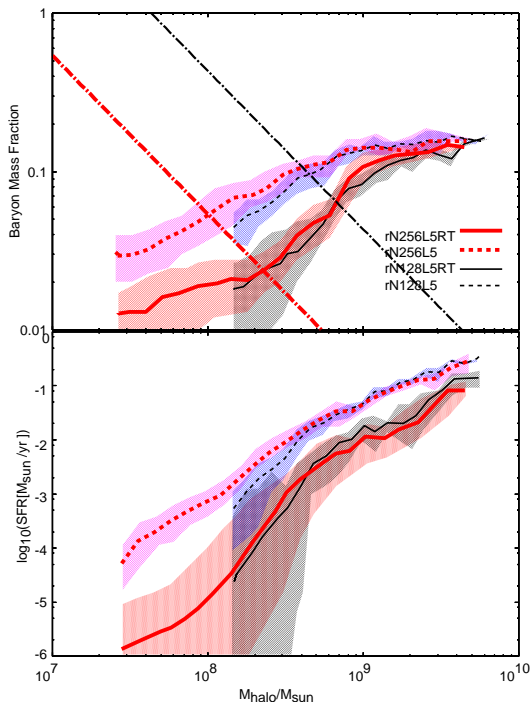 1
0.1
0.01
Baryon Mass Fraction
rN256L5RT
rN256L5
rN128L5RT
rN128L5
0
-1
-2
-3
-4
-5
-6
log10(SFR[Msun /yr ])
10^7
10^8
10^9
10^10
Mhalo/Msun